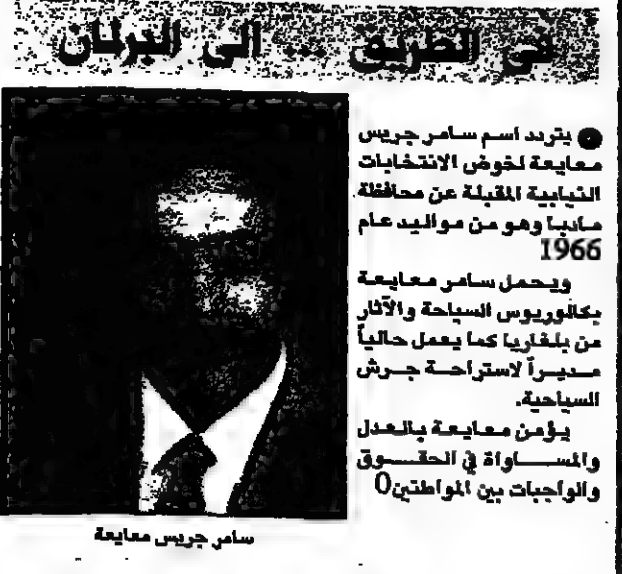 في الطريق ... الى البرلمان
يتردد اسم سامر جريس
معايعة لخوض الانتخابات
النيابية المقبلة عن محافظة
مادبا وهو من مواليد عام
1966
ويحمل سامر معايعة
بكالوريوس السياحة والآثار
من بلغاريا كما يعمل حالياً
مديراً لاستراحة جرش
السياحية.
يؤمن معايعة بالعدل
والمساواة في الحقوق
والواجبات بين المواطنين0
سامر جريس معايعة